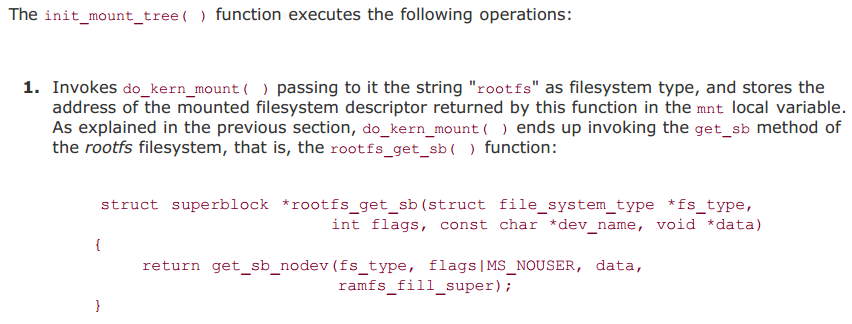 The init_mount_tree( ) function executes the following operations:
1. Invokes do_kern_mount( ) passing to it the string "rootfs" as filesystem type, and stores the
address of the mounted filesystem descriptor returned by this function in the mnt local variable.
As explained in the previous section, do_kern_mount( ) ends up invoking the get_sb method of
the rootfs filesystem, that is, the rootfs_get_sb( ) function:
struct superblock *rootfs_get_sb(struct file_system_type *fs_type,
int flags, const char *dev_name, void *data)
{
return get_sb_nodev(fs_type, flags|MS_NOUSER, data,
ramfs_fill_super);
}